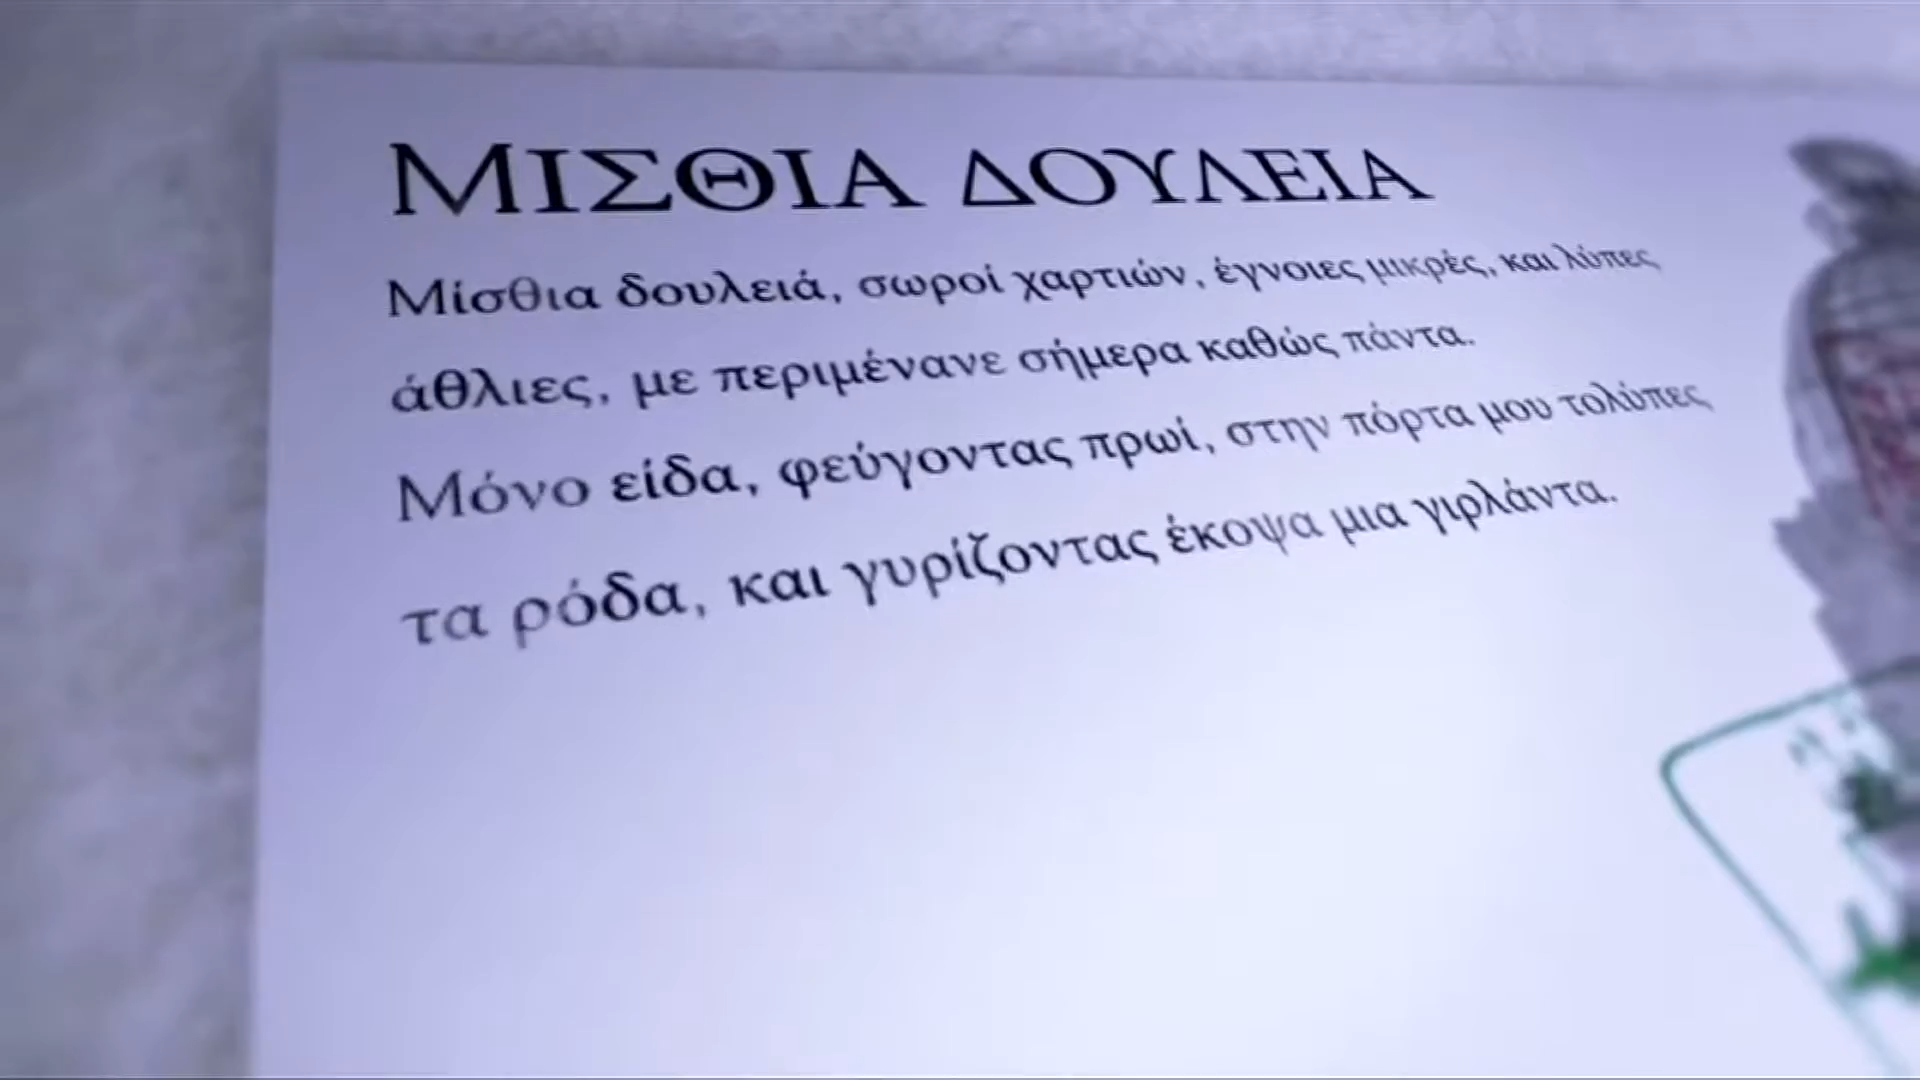 ΜΙΣΘΙΑ ΔΟΥΛΕΙΑ
Μίσθια δουλειά, σωροί χαρτιών, έγνοιες μικρές, και λύπες
άθλιες, με περιμένανε σήμερα καθώς πάντα.
Μόνο είδα, φεύγοντας πρωί, στην πόρτα μου τολύπες
τα ρόδα, και γυρίζοντας έκοψα μια γιρλάντα.